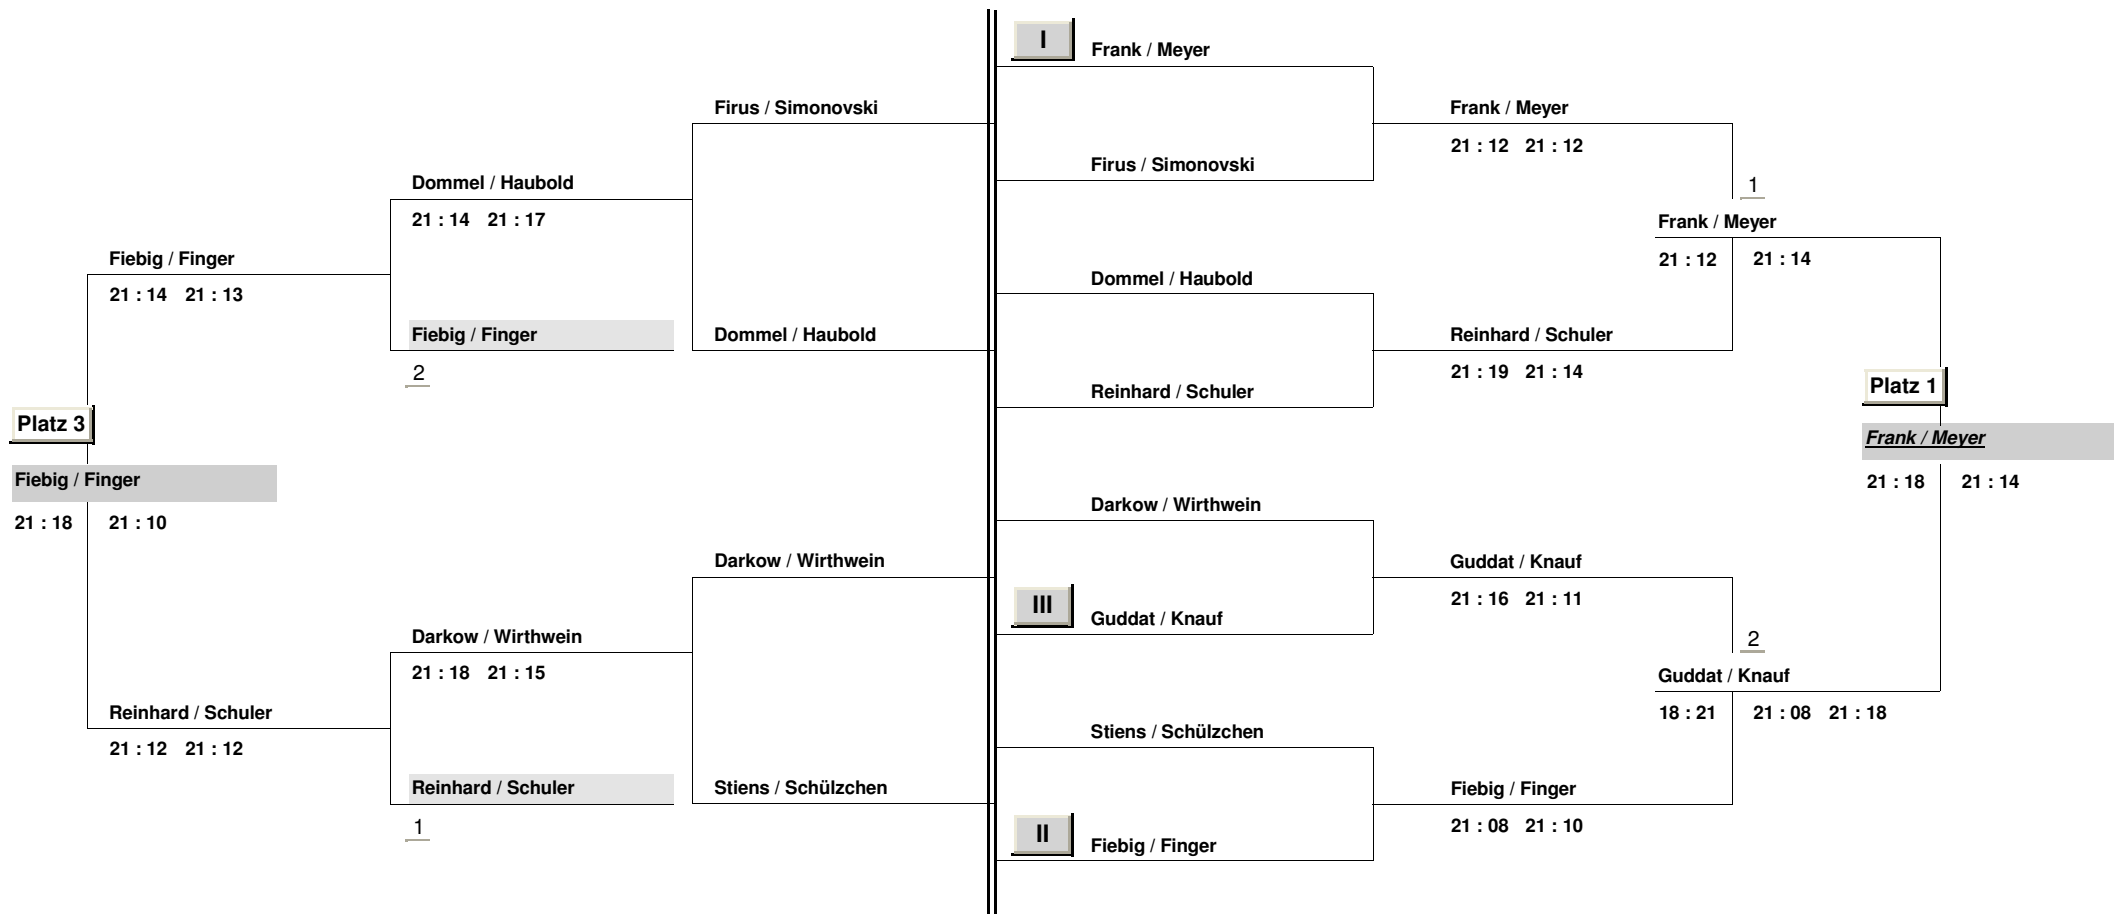 I
Frank / Meyer
Firus / Simonovski
Frank / Meyer
21 : 12 21 : 12
Firus / Simonovski
Dommel / Haubold
1
21 : 14 21 : 17
Frank / Meyer
Fiebig / Finger
21 : 12 21 : 14
Dommel / Haubold
21 : 14 21 : 13
Fiebig / Finger
Dommel / Haubold
Reinhard / Schuler
2
21 : 19 21 : 14
Platz 1
Reinhard / Schuler
Platz 3
Frank / Meyer
Fiebig / Finger
21 : 18 21 : 14
Darkow / Wirthwein
21 : 18 21 : 10
Darkow / Wirthwein
Guddat / Knauf
III
21 : 16 21 : 11
Guddat / Knauf
Darkow / Wirthwein
2
21 : 18 21 : 15
Guddat / Knauf
Reinhard / Schuler
18 : 21 21 : 08 21 : 18
Stiens / Schülzchen
21 : 12 21 : 12
Reinhard / Schuler
Stiens / Schülzchen
Fiebig / Finger
1
21 : 08 21 : 10
II
Fiebig / Finger